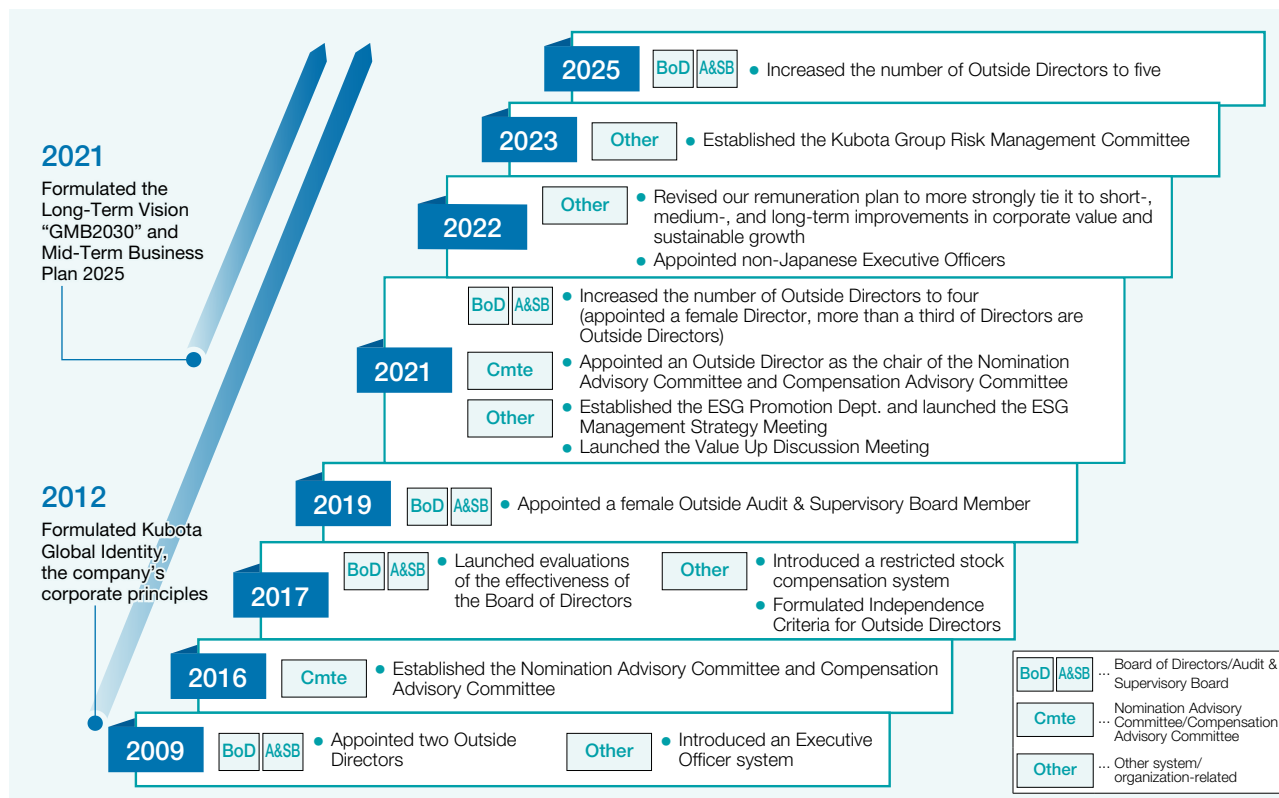 2025
BoD A&SB
● Increased the number of Outside Directors to five
2023
Other
● Established the Kubota Group Risk Management Committee
2022
Other
● Revised our remuneration plan to more strongly tie it to short-,
medium-, and long-term improvements in corporate value and
sustainable growth
● Appointed non-Japanese Executive Officers
2021
Formulated the
Long-Term Vision
“GMB2030” and
Mid-Term Business
Plan 2025
2021
BoD A&SB
● Increased the number of Outside Directors to four
(appointed a female Director, more than a third of Directors are
Outside Directors)
Cmte
● Appointed an Outside Director as the chair of the Nomination
Advisory Committee and Compensation Advisory Committee
Other
● Established the ESG Promotion Dept. and launched the ESG
Management Strategy Meeting
● Launched the Value Up Discussion Meeting
2019
BoD A&SB
● Appointed a female Outside Audit & Supervisory Board Member
2012
Formulated Kubota
Global Identity,
the company’s
corporate principles
2017
BoD A&SB
● Launched evaluations
of the effectiveness of
the Board of Directors
Other
● Introduced a restricted stock
compensation system
● Formulated Independence
Criteria for Outside Directors
2016
Cmte
● Established the Nomination Advisory Committee and Compensation
Advisory Committee
2009
BoD A&SB
● Appointed two Outside
Directors
Other
● Introduced an Executive
Officer system
BoD A&SB ... Board of Directors/Audit &
Supervisory Board
Cmte ... Nomination Advisory
Committee/Compensation
Advisory Committee
Other ... Other system/
organization-related